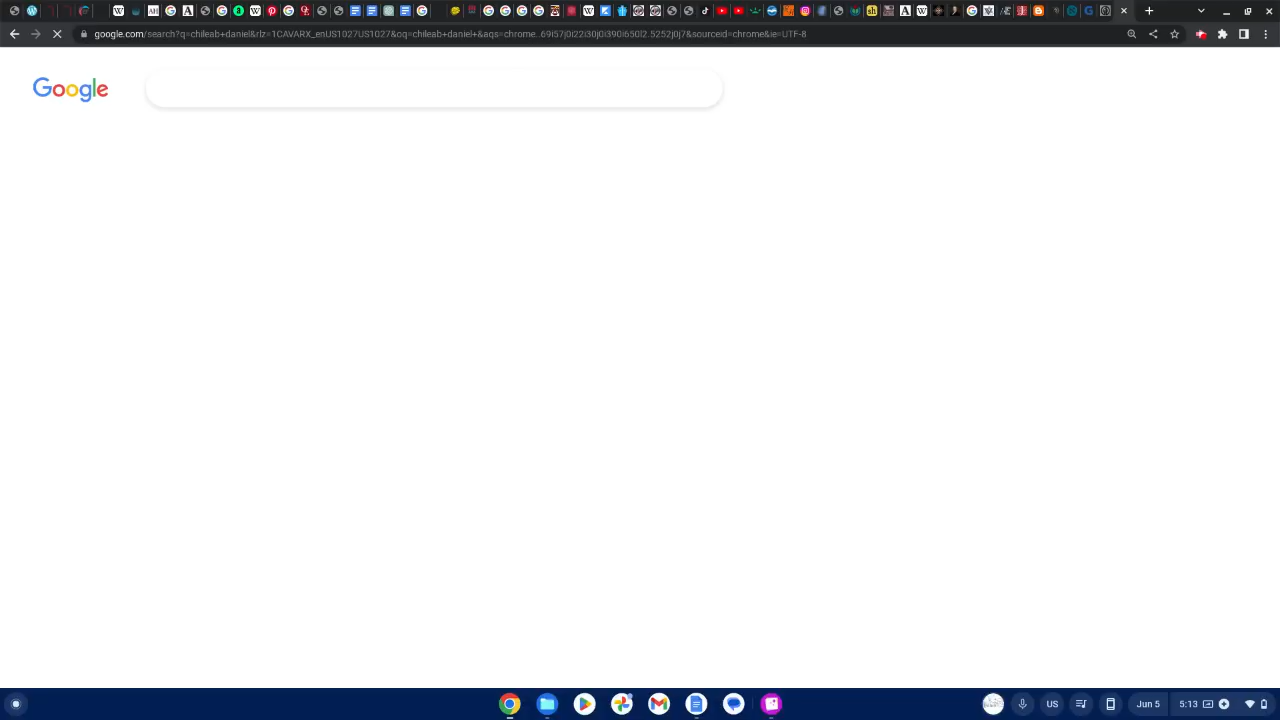 google.com/search?q=chileab+daniel&rlz=1CAVARX_enUS1027US1027&oq=chileab+daniel+&aqs=chrome..69i57j0i22i30j0i390i650l2.5252j0j7&sourceid=chrome&ie=UTF-8
Google
US
Jun 5
5:13